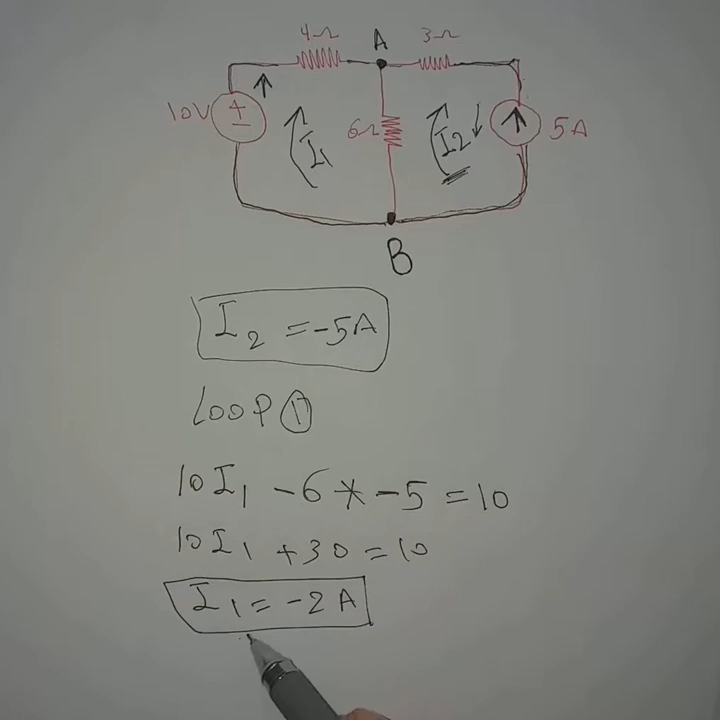 4Ω A 3Ω
10V + − I₁ 6Ω I₂ 5A
B
I₂ = -5A
LOOP ①
10I₁ - 6 * -5 = 10
10I₁ + 30 = 10
I₁ = -2A